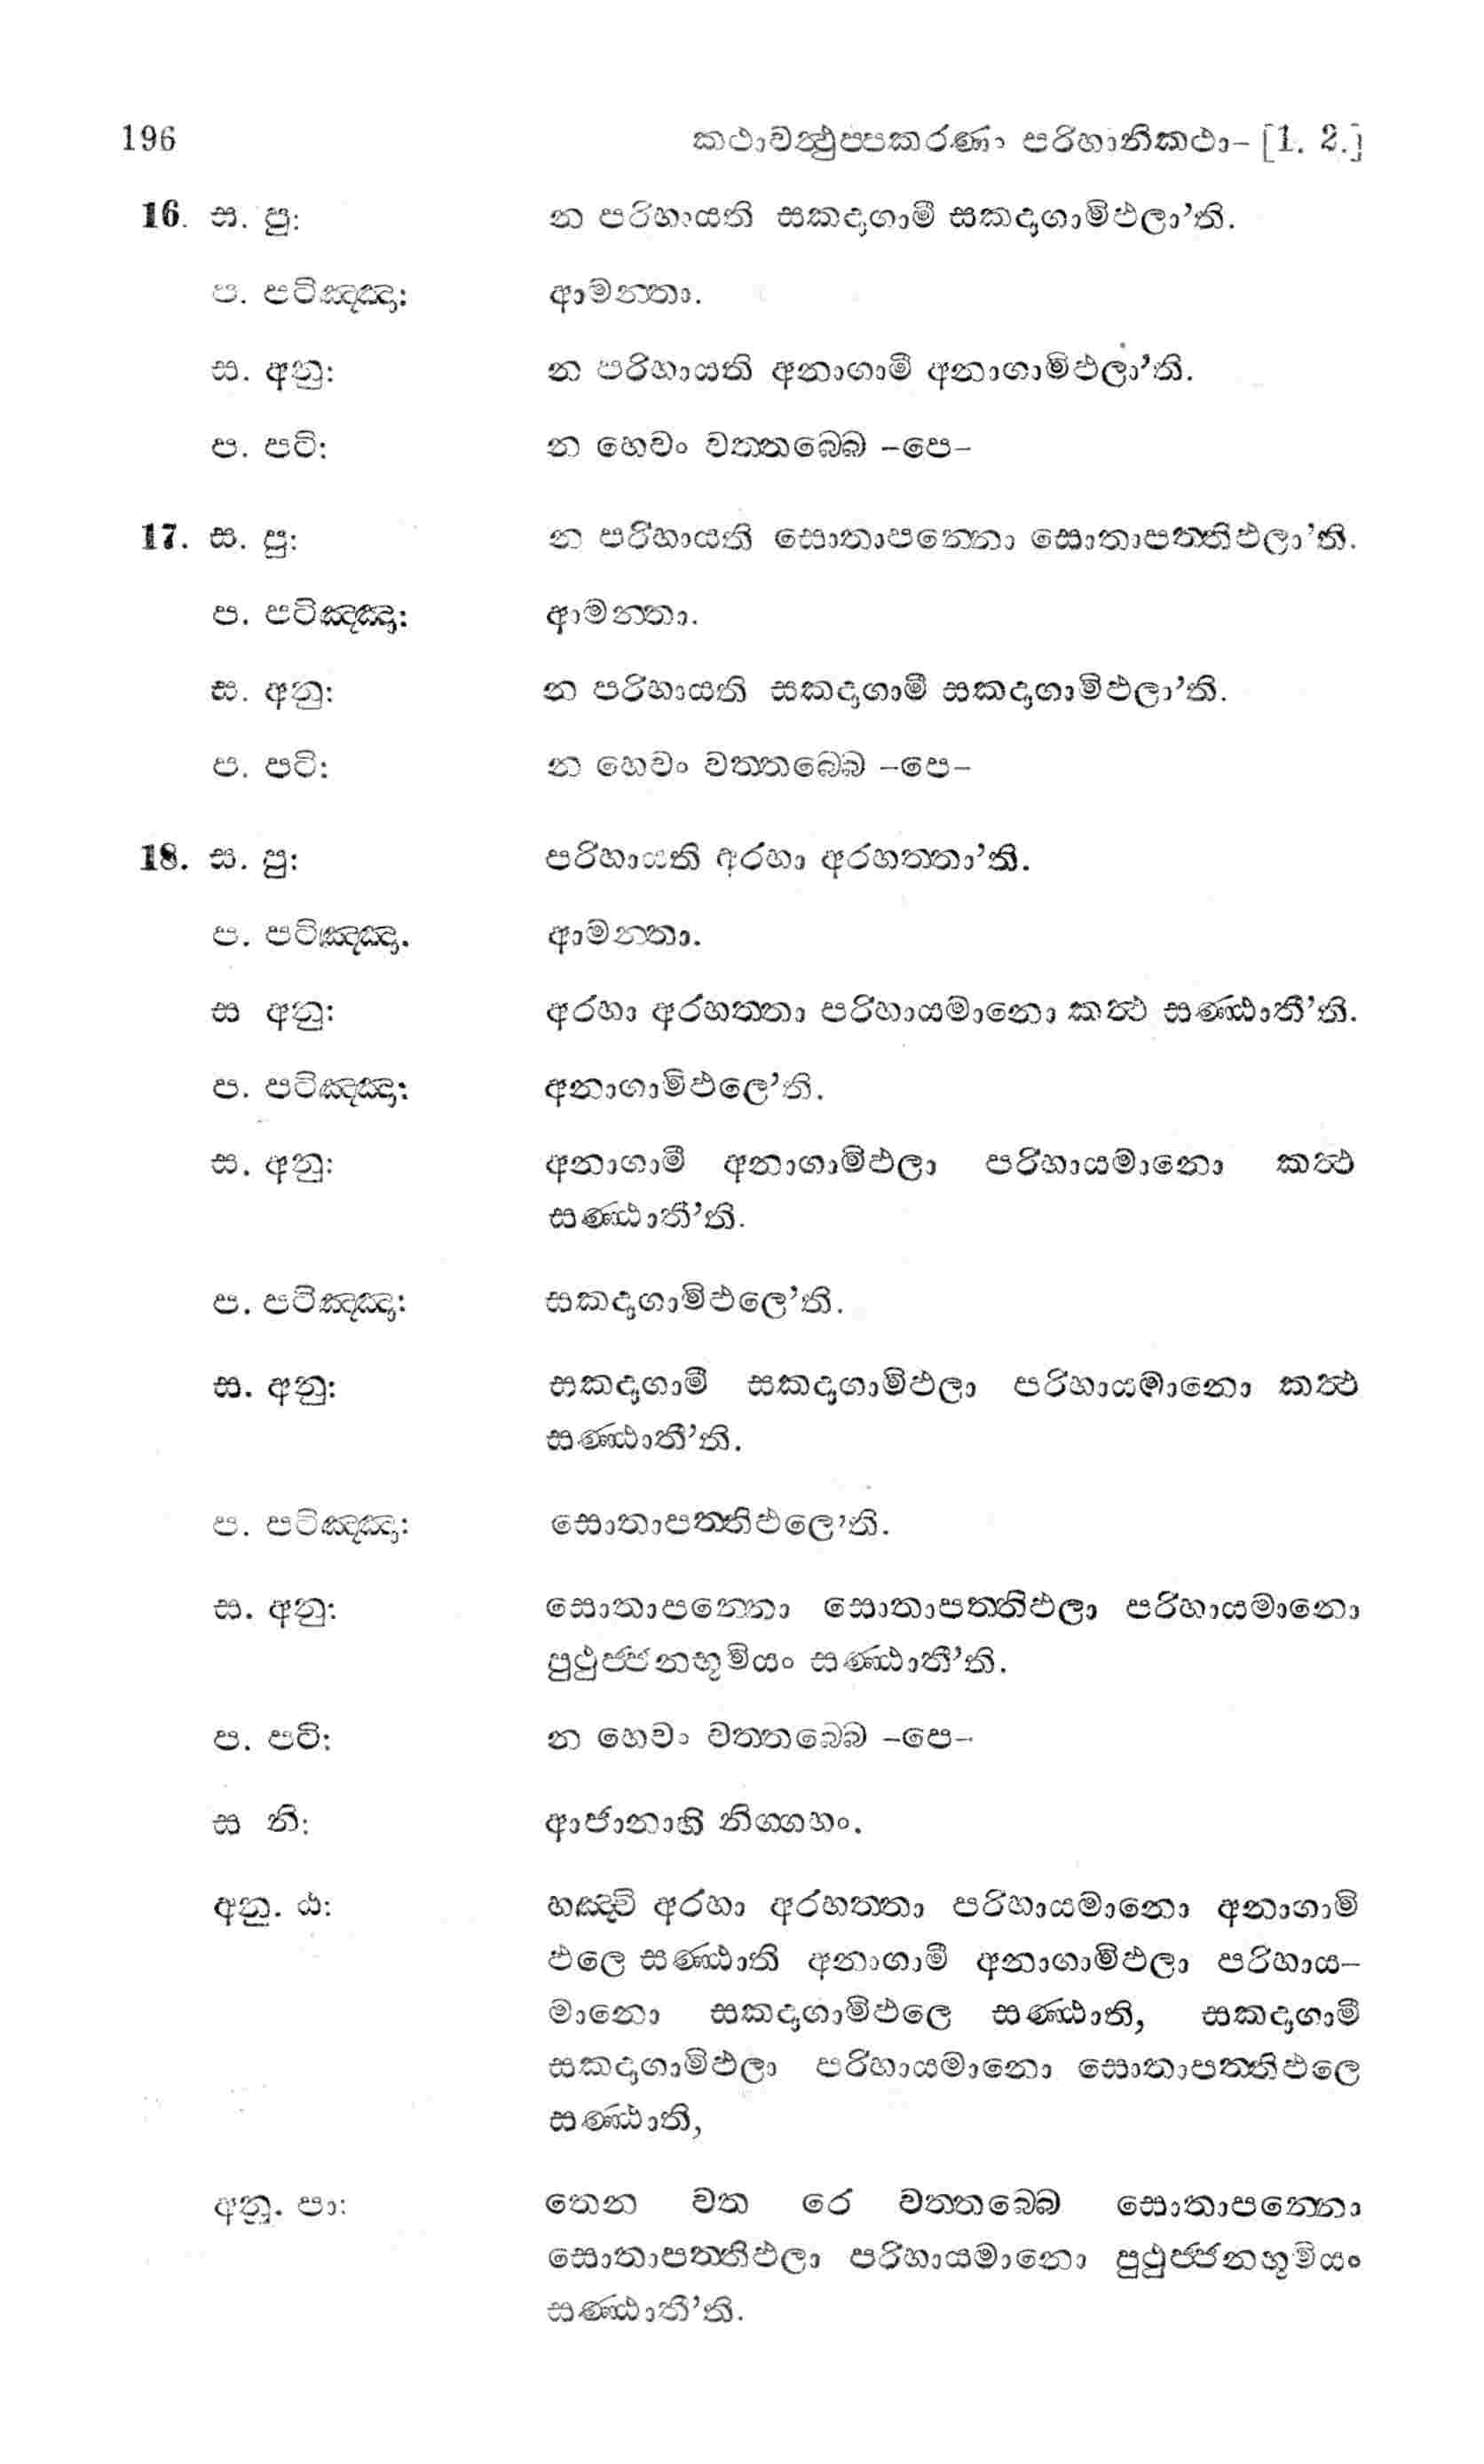 196 කථාවත්‍ථුප්පකරණං පරිහානිකථා- [1. 2.]
16. ස. පු: න පරිහායති සකදාගාමී සකදාගාමිඵලා’ති.
ප. පටිඤ්ඤා: ආමන්තා.
ස. අනු: න පරිහායති අනාගාමී අනාගාමිඵලා’ති.
ප. පටි: න හෙවං වත්තබ්බෙ -පෙ-
17. ස. පු: න පරිහායති සොතාපන්නො සොතාපත්තිඵලා’ති.
ප. පටිඤ්ඤා: ආමන්තා.
ස. අනු: න පරිහායති සකදාගාමී සකදාගාමිඵලා’ති.
ප. පටි: න හෙවං වත්තබ්බෙ -පෙ-
18. ස. පු: පරිහායති අරහා අරහත්තා’ති.
ප. පටිඤ්ඤා. ආමන්තා.
ස අනු: අරහා අරහත්තා පරිහායමානො කත්‍ථ සණ්ඨාතී’ති.
ප. පටිඤ්ඤා: අනාගාමිඵලෙ’ති.
ස. අනු: අනාගාමී අනාගාමිඵලා පරිහායමානො කත්‍ථ
සණ්ඨාතී’ති.
ප. පටිඤ්ඤා: සකදාගාමිඵලෙ’ති.
ස. අනු: සකදාගාමී සකදාගාමිඵලා පරිහායමානො කත්‍ථ
සණ්ඨාතී’ති.
ප. පටිඤ්ඤා: සොතාපත්තිඵලෙ’ති.
ස. අනු: සොතාපන්නො සොතාපත්තිඵලා පරිහායමානො
පුථුජ්ජනභූමියං සණ්ඨාතී’ති.
ප. පටි: න හෙවං වත්තබ්බෙ -පෙ-
ස නි: ආජානාහි නිග්ගහං.
අනු. ඨ: හඤ්චි අරහා අරහත්තා පරිහායමානො අනාගාමි
ඵලෙ සණ්ඨාති අනාගාමී අනාගාමිඵලා පරිහාය-
මානො සකදාගාමිඵලෙ සණ්ඨාති, සකදාගාමී
සකදාගාමිඵලා පරිහායමානො සොතාපත්තිඵලෙ
සණ්ඨාති,
අනු. පා: තෙන වත රෙ වත්තබ්බෙ සොතාපන්නො
සොතාපත්තිඵලා පරිහායමානො පුථුජ්ජනභූමියං
සණ්ඨාතී’ති.